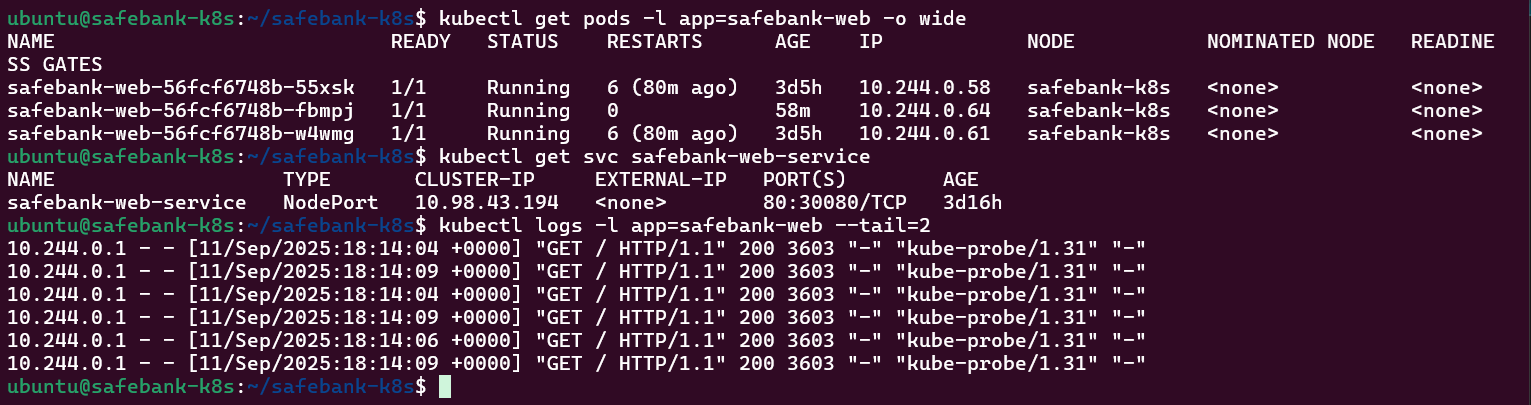 ubuntu@safebank-k8s:~/safebank-k8s$ kubectl get pods -l app=safebank-web -o wide
NAME                            READY   STATUS    RESTARTS      AGE    IP            NODE           NOMINATED NODE   READINE
SS GATES
safebank-web-56fcf6748b-55xsk   1/1     Running   6 (80m ago)   3d5h   10.244.0.58   safebank-k8s   <none>           <none>
safebank-web-56fcf6748b-fbmpj   1/1     Running   0             58m    10.244.0.64   safebank-k8s   <none>           <none>
safebank-web-56fcf6748b-w4wmg   1/1     Running   6 (80m ago)   3d5h   10.244.0.61   safebank-k8s   <none>           <none>
ubuntu@safebank-k8s:~/safebank-k8s$ kubectl get svc safebank-web-service
NAME                   TYPE       CLUSTER-IP     EXTERNAL-IP   PORT(S)        AGE
safebank-web-service   NodePort   10.98.43.194   <none>        80:30080/TCP   3d16h
ubuntu@safebank-k8s:~/safebank-k8s$ kubectl logs -l app=safebank-web --tail=2
10.244.0.1 - - [11/Sep/2025:18:14:04 +0000] "GET / HTTP/1.1" 200 3603 "-" "kube-probe/1.31" "-"
10.244.0.1 - - [11/Sep/2025:18:14:09 +0000] "GET / HTTP/1.1" 200 3603 "-" "kube-probe/1.31" "-"
10.244.0.1 - - [11/Sep/2025:18:14:04 +0000] "GET / HTTP/1.1" 200 3603 "-" "kube-probe/1.31" "-"
10.244.0.1 - - [11/Sep/2025:18:14:09 +0000] "GET / HTTP/1.1" 200 3603 "-" "kube-probe/1.31" "-"
10.244.0.1 - - [11/Sep/2025:18:14:06 +0000] "GET / HTTP/1.1" 200 3603 "-" "kube-probe/1.31" "-"
10.244.0.1 - - [11/Sep/2025:18:14:09 +0000] "GET / HTTP/1.1" 200 3603 "-" "kube-probe/1.31" "-"
ubuntu@safebank-k8s:~/safebank-k8s$